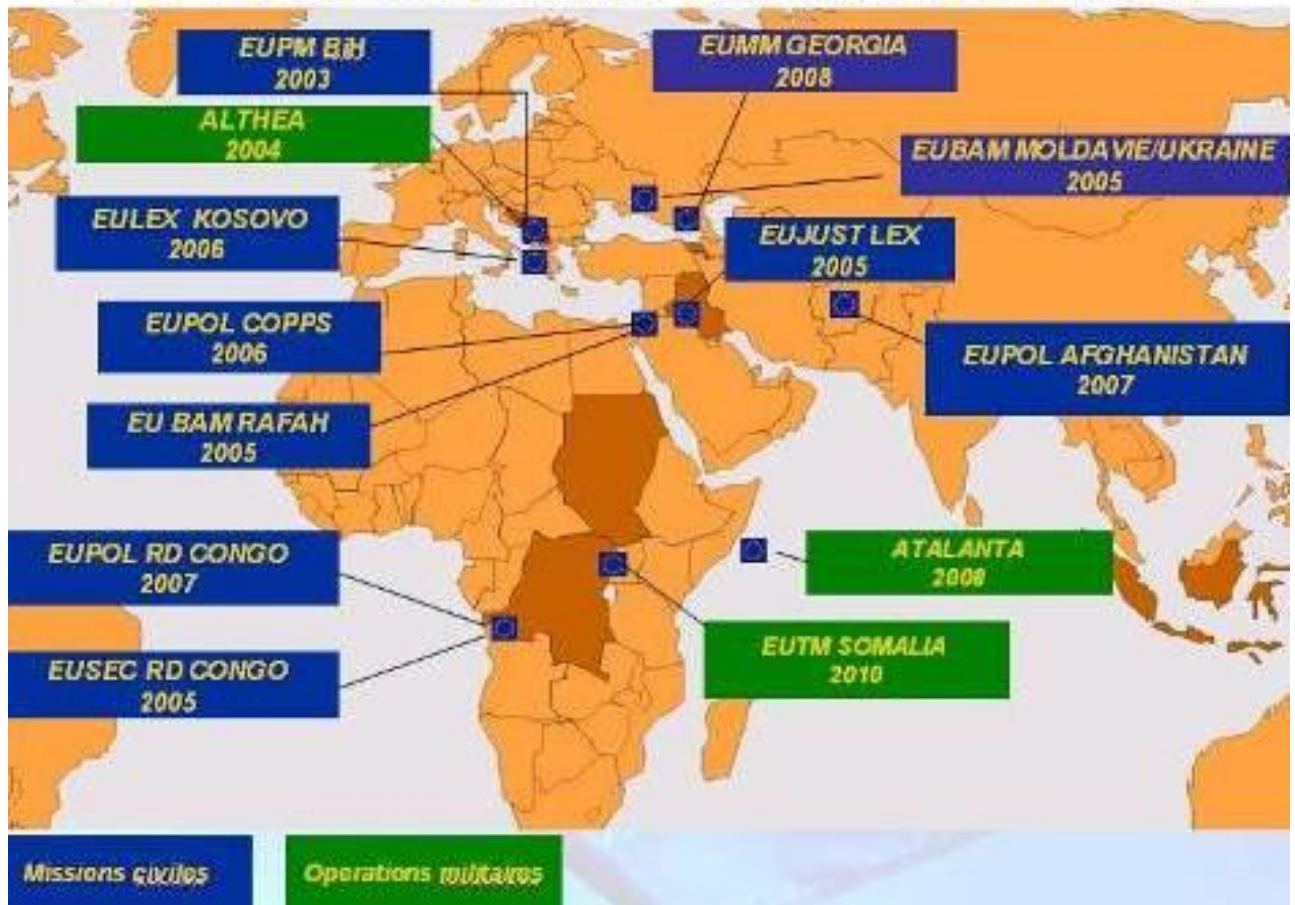 EUPM BiH
2003
EUMM GEORGIA
2008
ALTHEA
2004
EUBAM MOLDAVIE/UKRAINE
2005
EULEX KOSOVO
2006
EUJUST LEX
2005
EUPOL COPPS
2006
EUPOL AFGHANISTAN
2007
EU BAM RAFAH
2005
EUPOL RD CONGO
2007
ATALANTA
2008
EUSEC RD CONGO
2005
EUTM SOMALIA
2010
Missions civiles
Operations militaires